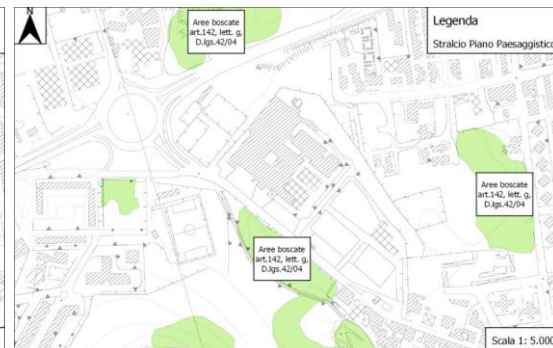 N
Aree boscate
art.142, lett. g,
D.lgs.42/04
Legenda
Stralcio Piano Paesaggistico
Aree boscate
art.142, lett. g,
D.lgs.42/04
Aree boscate
art.142, lett. g,
D.lgs.42/04
Scala 1: 5.000